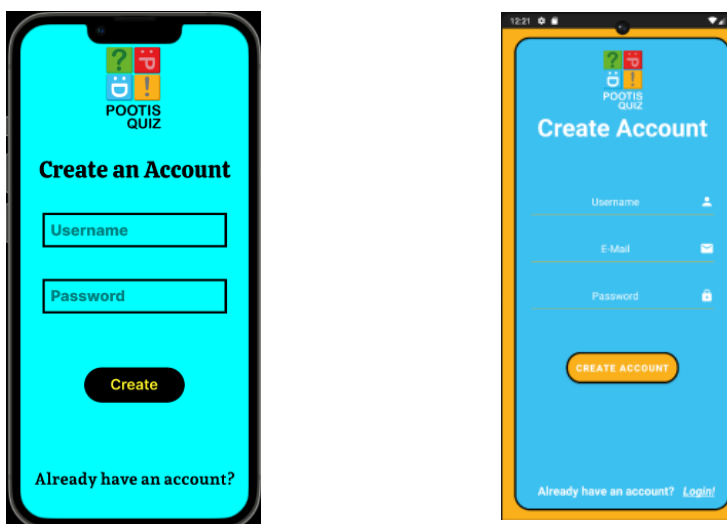 ? :P
:D !
POOTIS
QUIZ
Create an Account
Username
Password
Create
Already have an account?
12:21
? :P
:D !
POOTIS
QUIZ
Create Account
Username
E-Mail
Password
CREATE ACCOUNT
Already have an account? Login!